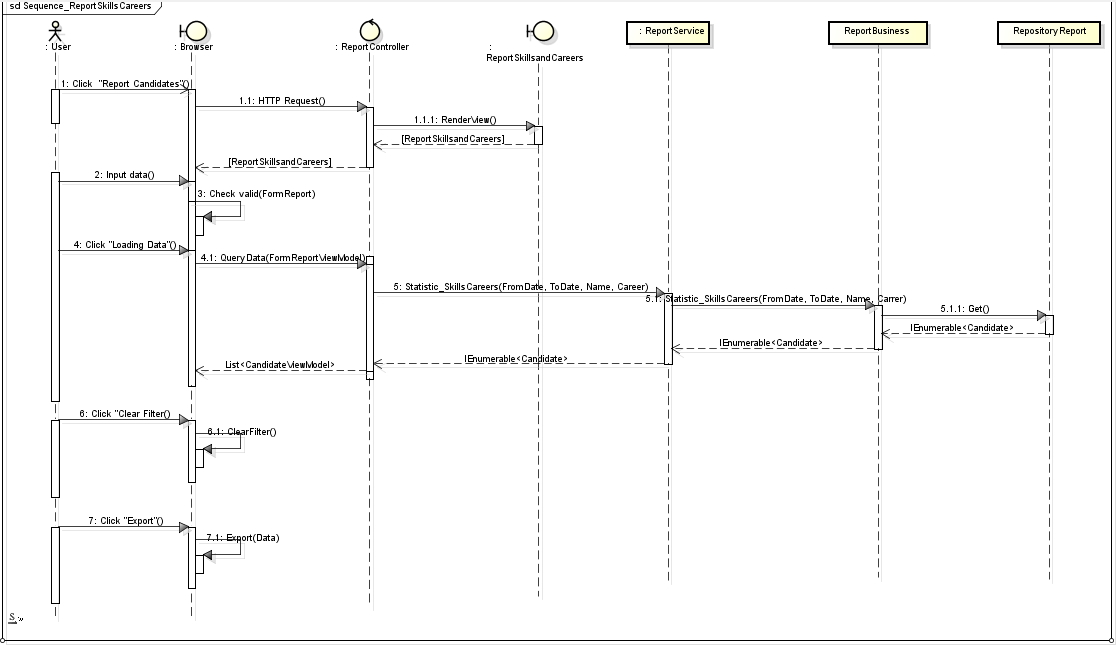 sd Sequence_ReportSkillsCareers
: User
: Browser
: ReportController
:
ReportSkillsandCareers
: ReportService
ReportBusiness
RepositoryReport
1: Click "Report Candidates"()
1.1: HTTP Request()
1.1.1: RenderView()
[ReportSkillsandCareers]
[ReportSkillsandCareers]
2: Input data()
3: Check valid(FormReport)
4: Click "Loading Data"()
4.1: QueryData(FormReportViewModel)
5: Statistic_SkillsCareers(FromDate, ToDate, Name, Career)
5.1: Statistic_SkillsCareers(FromDate, ToDate, Name, Carrer)
5.1.1: Get()
IEnumerable<Candidate>
IEnumerable<Candidate>
IEnumerable<Candidate>
List<CandidateViewModel>
6: Click "Clear Filter()
6.1: ClearFilter()
7: Click "Export"()
7.1: Export(Data)
S